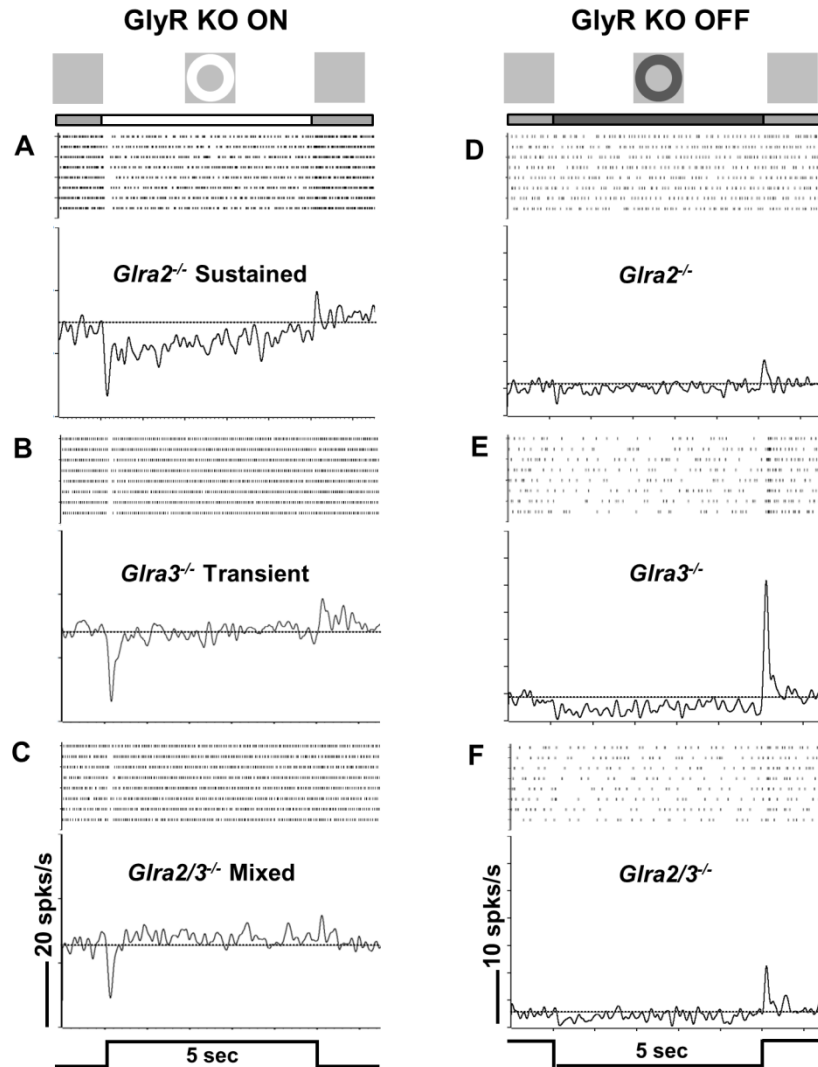 GlyR KO ON
GlyR KO OFF
A
Glra2-/- Sustained
B
Glra3-/- Transient
C
Glra2/3-/- Mixed
20 spks/s
5 sec
D
Glra2-/-
E
Glra3-/-
F
Glra2/3-/-
10 spks/s
5 sec